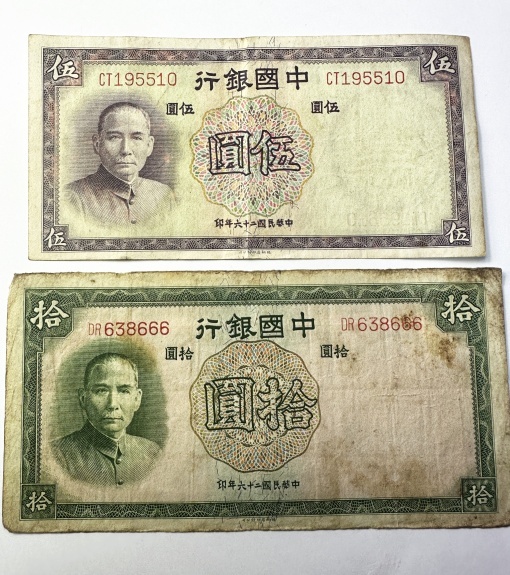 伍 伍
CT195510 中國銀行 CT195510
伍圓 伍圓
伍圓
中華民國二十六年印
伍 伍
拾 拾
DR638666 中國銀行 DR638666
拾圓 拾圓
拾圓
中華民國二十六年印
拾 拾